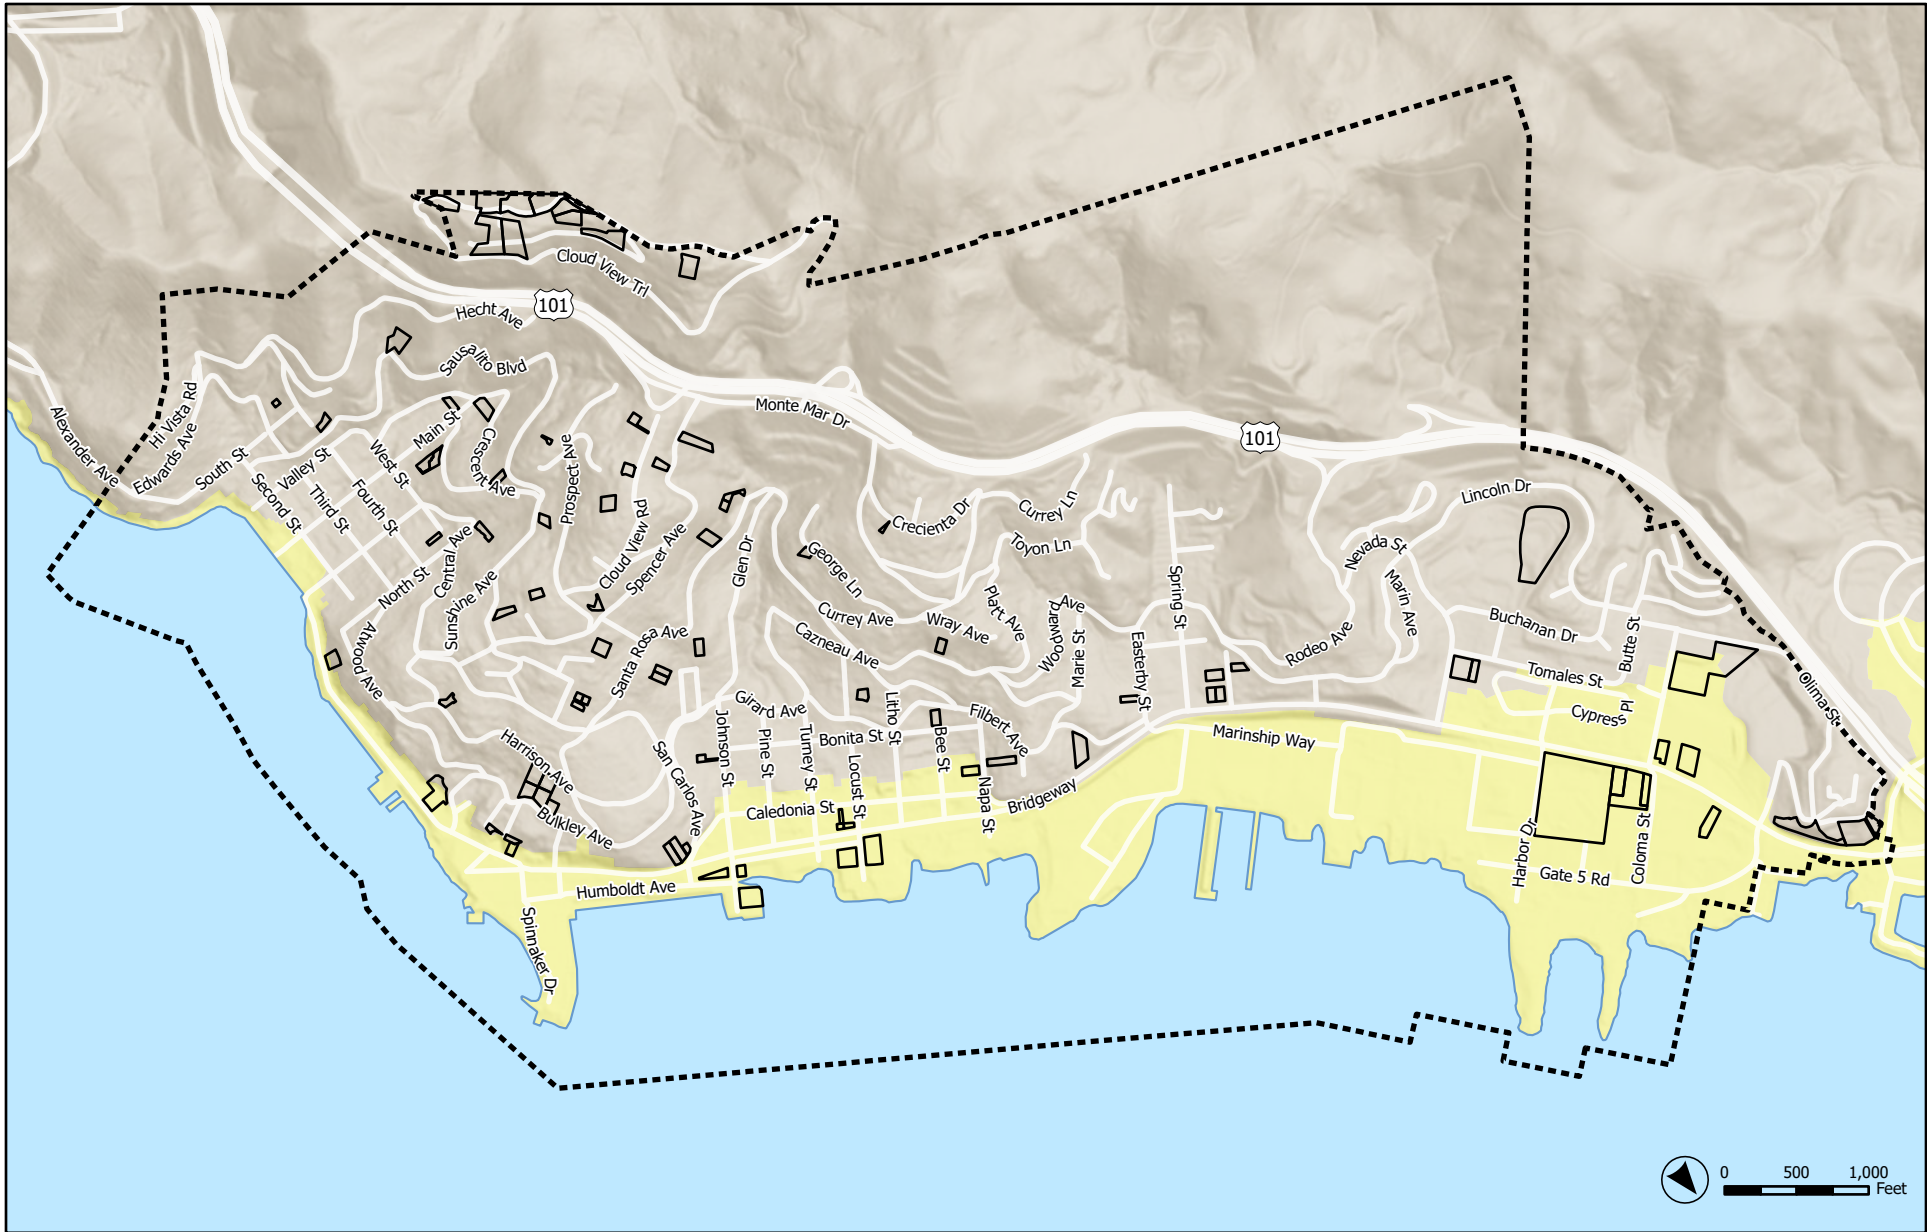 Cloud View Trl
101
Hecht Ave
Sausalito Blvd
Monte Mar Dr
101
Hi Vista Rd
Alexander Ave
Edwards Ave
South St
Second St
Valley St
Third St
Fourth St
West St
Main St
Crescent Ave
Prospect Ave
Cloud View Rd
Spencer Ave
Glen Dr
George Ln
Crecienta Dr
Currey Ln
Toyon Ln
Nevada St
Lincoln Dr
Marin Ave
Spring St
North St
Central Ave
Sunshine Ave
Atwood Ave
Santa Rosa Ave
Currey Ave
Cazneau Ave
Wray Ave
Platt Ave
Woodward Ave
Marie St
Easterby St
Rodeo Ave
Buchanan Dr
Butte St
Tomales St
Cypress Pl
Olima St
Harrison Ave
Bulkley Ave
San Carlos Ave
Johnson St
Girard Ave
Pine St
Turney St
Bonita St
Locust St
Litho St
Bee St
Filbert Ave
Napa St
Bridgeway
Marinship Way
Caledonia St
Humboldt Ave
Spinnaker Dr
Harbor Dr
Gate 5 Rd
Coloma St
0 500 1,000
Feet